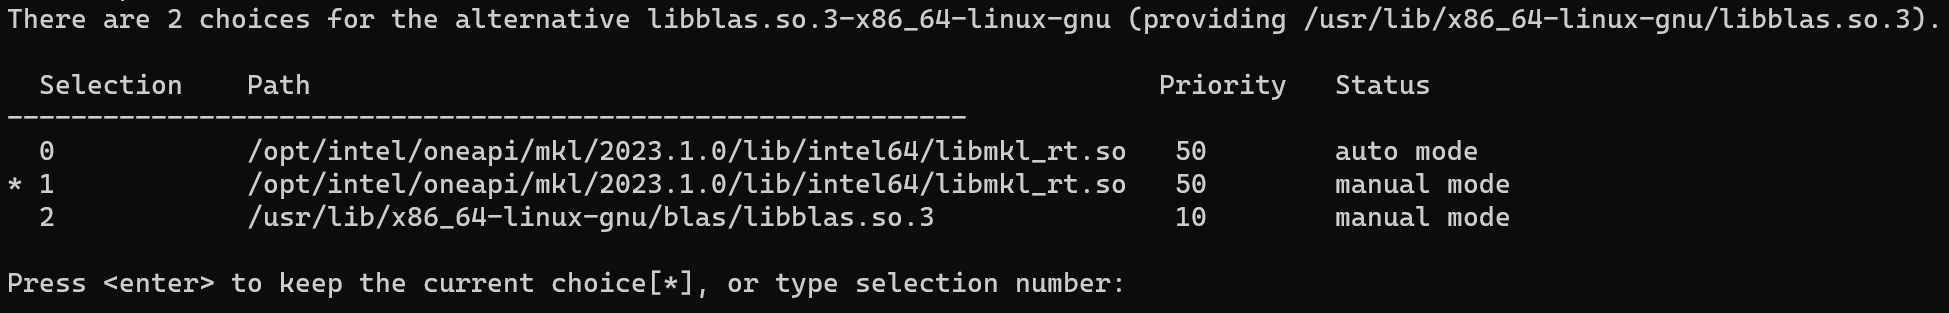 There are 2 choices for the alternative libblas.so.3-x86_64-linux-gnu (providing /usr/lib/x86_64-linux-gnu/libblas.so.3).
Selection Path Priority Status
------------------------------------------------------------
0 /opt/intel/oneapi/mkl/2023.1.0/lib/intel64/libmkl_rt.so 50 auto mode
* 1 /opt/intel/oneapi/mkl/2023.1.0/lib/intel64/libmkl_rt.so 50 manual mode
2 /usr/lib/x86_64-linux-gnu/blas/libblas.so.3 10 manual mode
Press <enter> to keep the current choice[*], or type selection number: